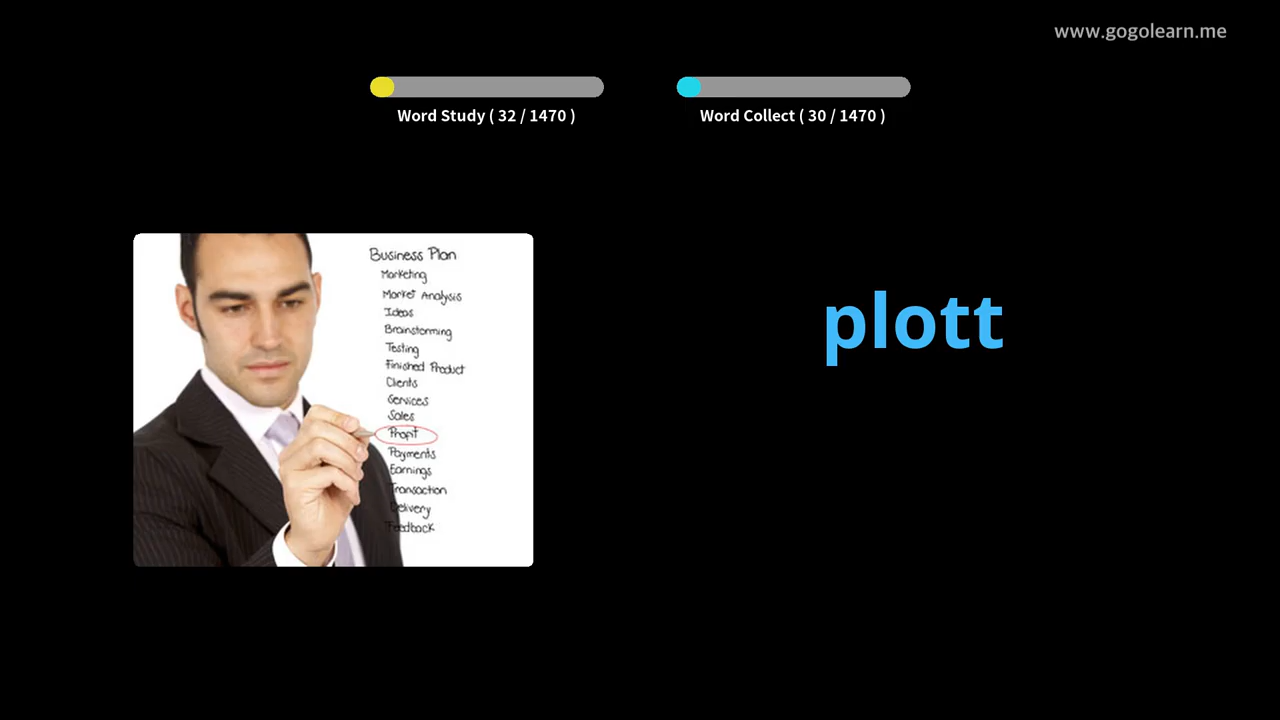 www.gogolearn.me
Word Study ( 32 / 1470 )
Word Collect ( 30 / 1470 )
Business Plan
Marketing
Market Analysis
Ideas
Brainstorming
Testing
Finished Product
Clients
Services
Sales
Profit
Payments
Earnings
Transaction
Delivery
Feedback
plott